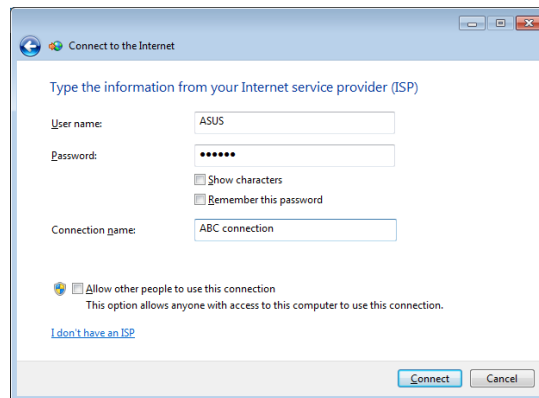 Connect to the Internet
Type the information from your Internet service provider (ISP)
User name: ASUS
Password: ••••••
Show characters
Remember this password
Connection name: ABC connection
Allow other people to use this connection
This option allows anyone with access to this computer to use this connection.
I don't have an ISP
Connect Cancel